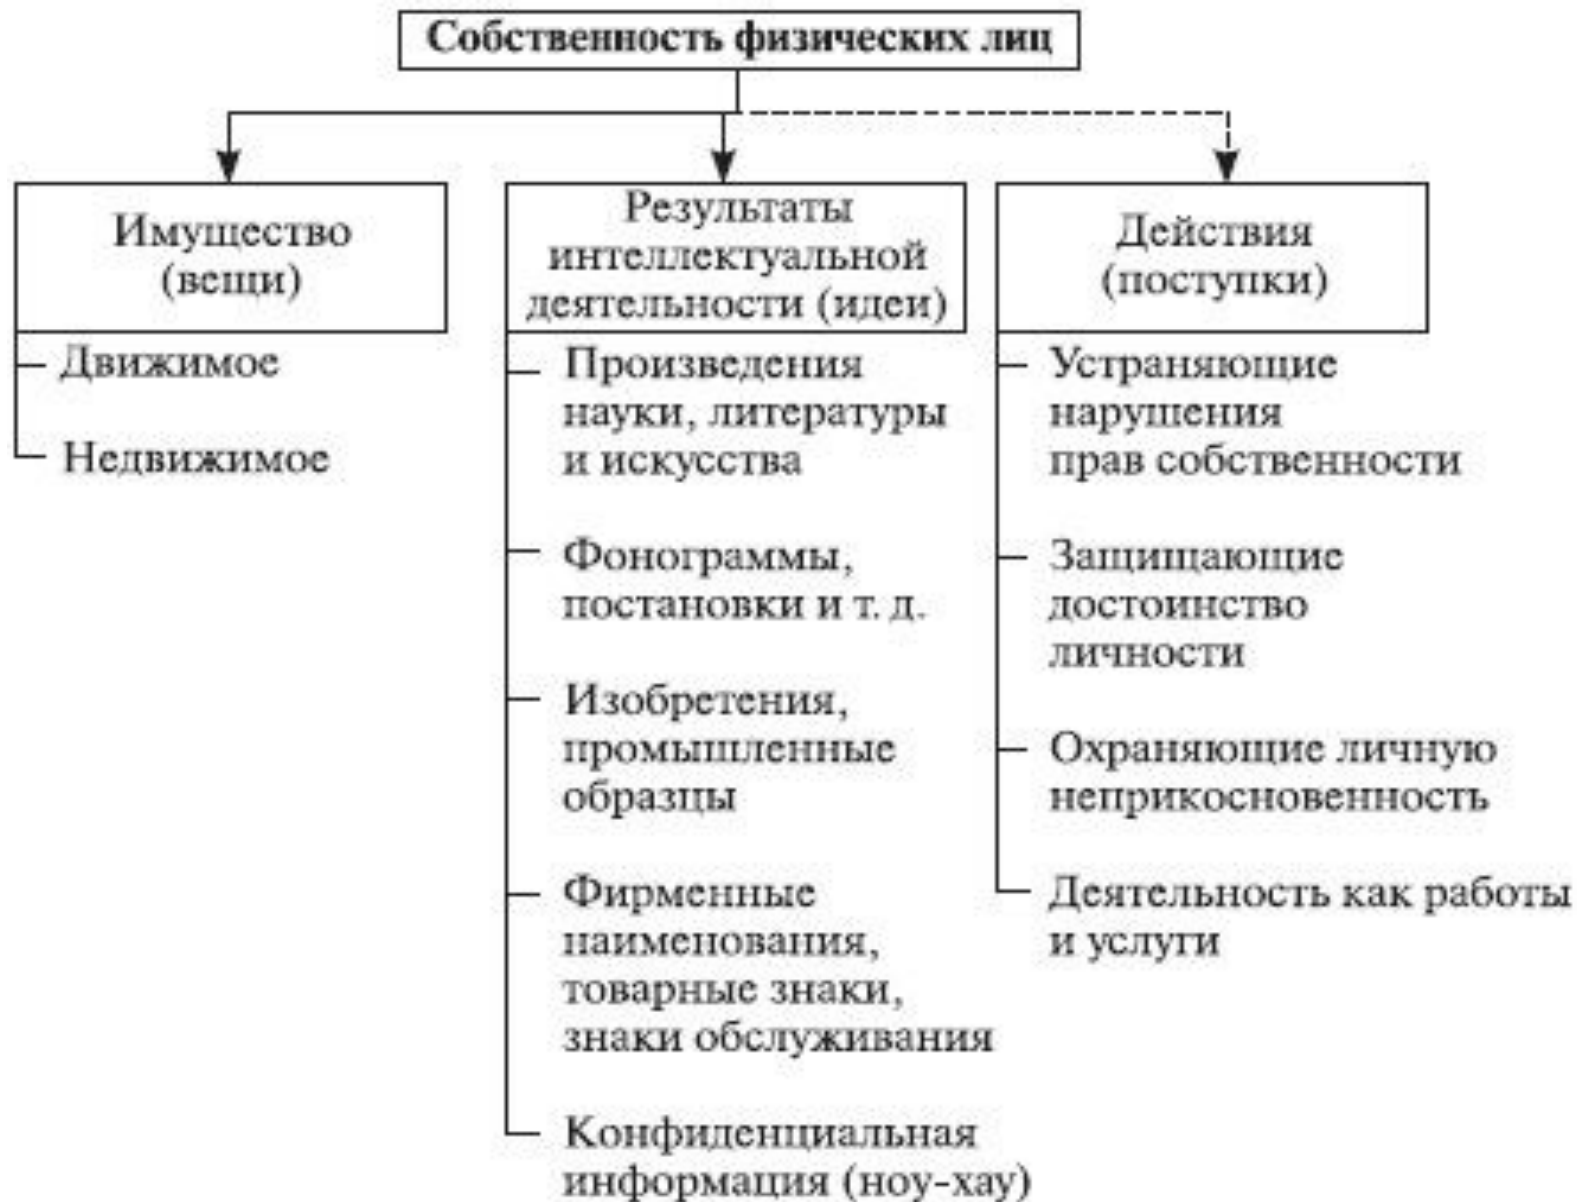 Собственность физических лиц
Имущество
(вещи)
Движимое
Недвижимое
Результаты
интеллектуальной
деятельности (идеи)
Произведения
науки, литературы
и искусства
Фонограммы,
постановки и т. д.
Изобретения,
промышленные
образцы
Фирменные
наименования,
товарные знаки,
знаки обслуживания
Конфиденциальная
информация (ноу-хау)
Действия
(поступки)
Устраняющие
нарушения
прав собственности
Защищающие
достоинство
личности
Охраняющие личную
неприкосновенность
Деятельность как работы
и услуги